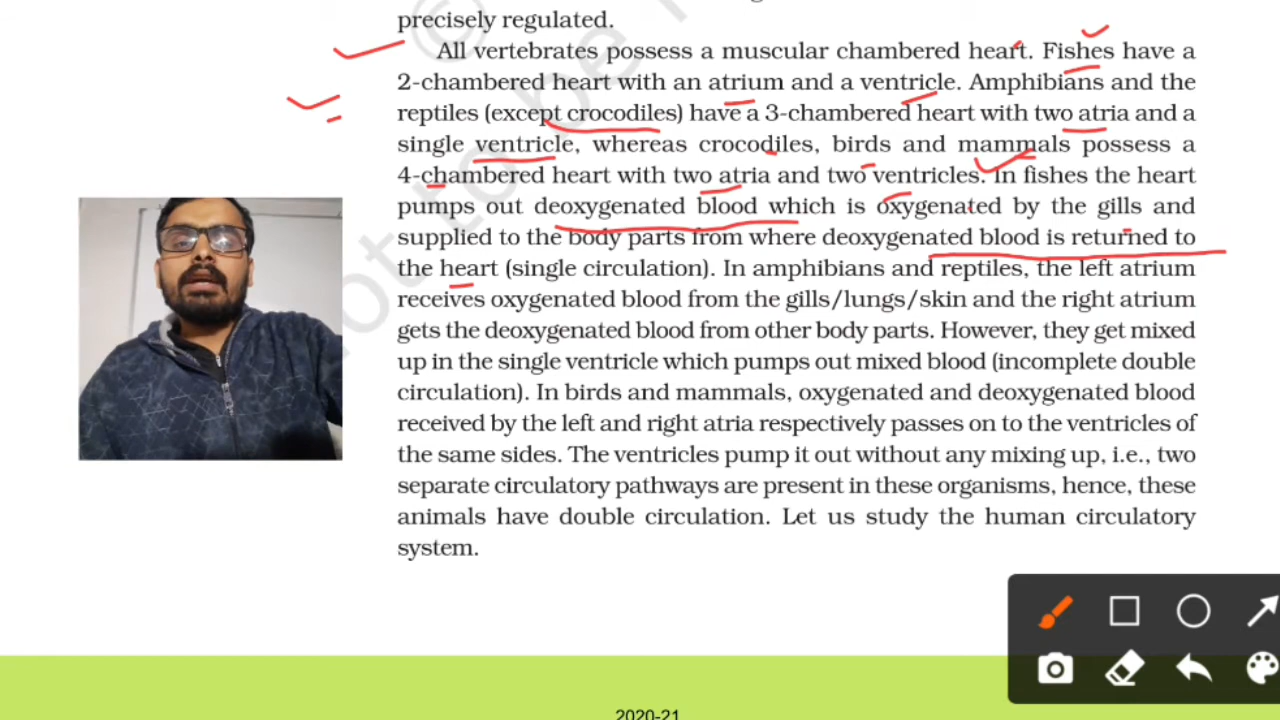 precisely regulated.
All vertebrates possess a muscular chambered heart. Fishes have a
2-chambered heart with an atrium and a ventricle. Amphibians and the
reptiles (except crocodiles) have a 3-chambered heart with two atria and a
single ventricle, whereas crocodiles, birds and mammals possess a
4-chambered heart with two atria and two ventricles. In fishes the heart
pumps out deoxygenated blood which is oxygenated by the gills and
supplied to the body parts from where deoxygenated blood is returned to
the heart (single circulation). In amphibians and reptiles, the left atrium
receives oxygenated blood from the gills/lungs/skin and the right atrium
gets the deoxygenated blood from other body parts. However, they get mixed
up in the single ventricle which pumps out mixed blood (incomplete double
circulation). In birds and mammals, oxygenated and deoxygenated blood
received by the left and right atria respectively passes on to the ventricles of
the same sides. The ventricles pump it out without any mixing up, i.e., two
separate circulatory pathways are present in these organisms, hence, these
animals have double circulation. Let us study the human circulatory
system.
© not to be
2020-21